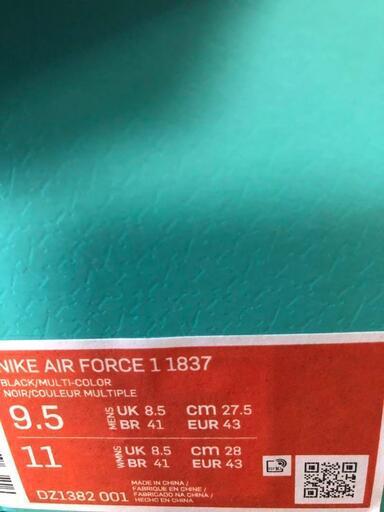 NIKE AIR FORCE 1 1837
BLACK/MULTI-COLOR
NOIR/COULEUR MULTIPLE
9.5 MENS UK 8.5 CM 27.5
BR 41 EUR 43
11 WMNS UK 8.5 CM 28
BR 41 EUR 43
DZ1382 001
MADE IN CHINA /
FABRIQUE EN CHINE /
FABRICADO NA CHINA /
HECHO EN CHINA